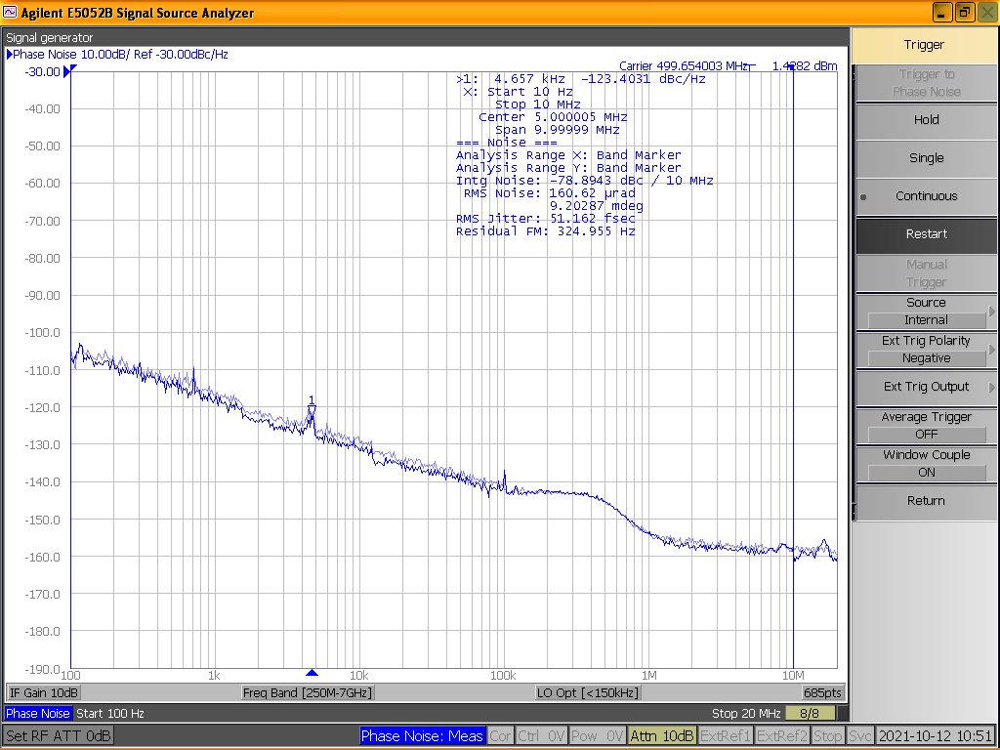 Agilent E5052B Signal Source Analyzer
Signal generator
Phase Noise 10.00dB/ Ref -30.00dBc/Hz
Carrier 499.654003 MHz 1.4282 dBm
>1: 4.657 kHz -123.4031 dBc/Hz
X: Start 10 Hz
Stop 10 MHz
Center 5.000005 MHz
Span 9.99999 MHz
=== Noise ===
Analysis Range X: Band Marker
Analysis Range Y: Band Marker
Intg Noise: -78.8943 dBc / 10 MHz
RMS Noise: 160.62 µrad
9.20287 mdeg
RMS Jitter: 51.162 fsec
Residual FM: 324.955 Hz
-30.00
-40.00
-50.00
-60.00
-70.00
-80.00
-90.00
-100.0
-110.0
-120.0
-130.0
-140.0
-150.0
-160.0
-170.0
-180.0
-190.0
1
100 1k 10k 100k 1M 10M
IF Gain 10dB Freq Band [250M-7GHz] LO Opt [<150kHz] 685pts
Phase Noise Start 100 Hz Stop 20 MHz 8/8
Set RF ATT 0dB Phase Noise: Meas Cor Ctrl 0V Pow 0V Attn 10dB ExtRef1 ExtRef2 Stop Svc 2021-10-12 10:51
Trigger
Trigger to
Phase Noise
Hold
Single
Continuous
Restart
Manual
Trigger
Source
Internal
Ext Trig Polarity
Negative
Ext Trig Output
Average Trigger
OFF
Window Couple
ON
Return